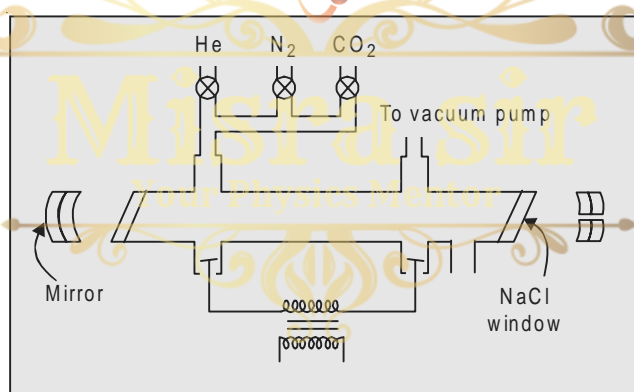 He N₂ CO₂
To vacuum pump
Misra sir
Your Physics Mentor
Mirror
NaCl
window